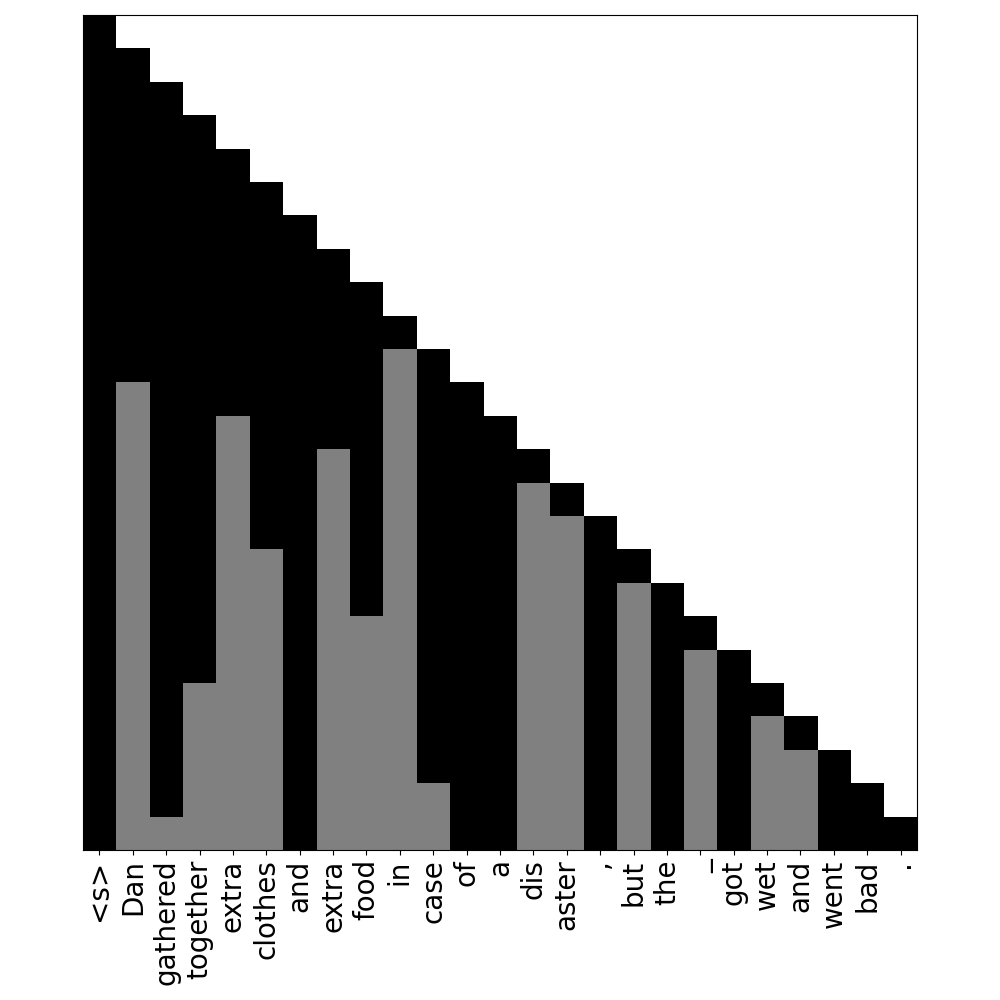 <s> Dan gathered together extra clothes and extra food in case of a dis aster , but the _ got wet and went bad .